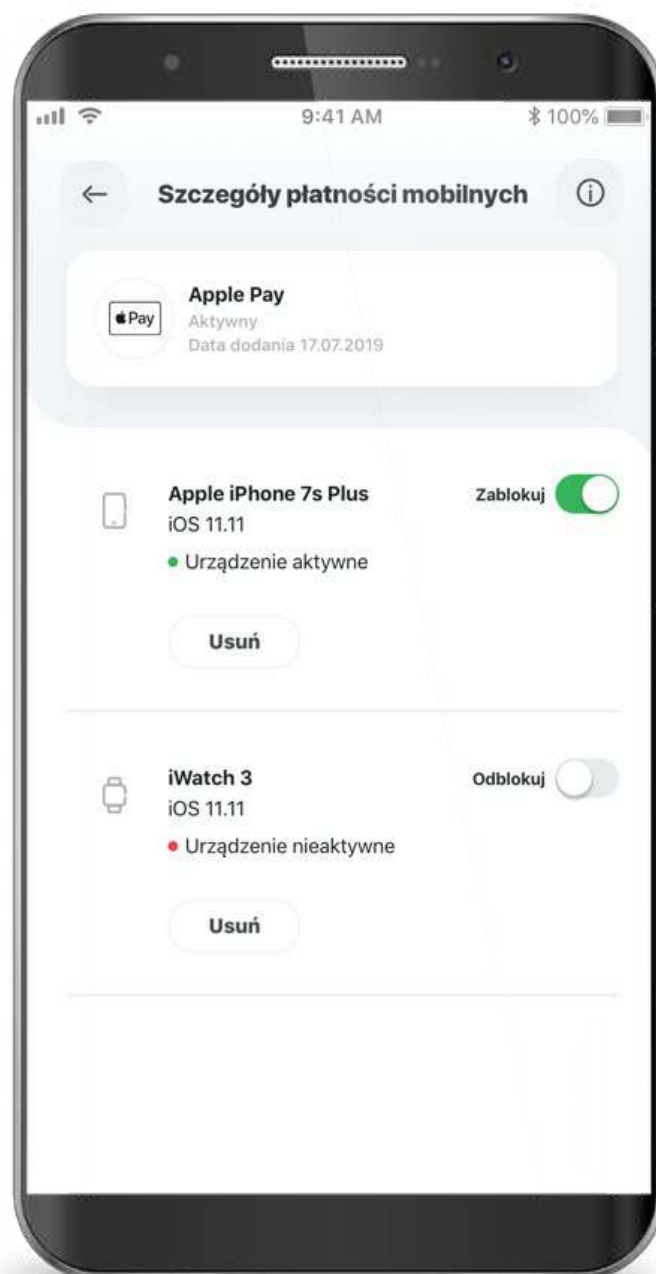 9:41 AM
100%
Szczegóły płatności mobilnych
Pay
Apple Pay
Aktywny
Data dodania 17.07.2019
Apple iPhone 7s Plus
Zablokuj
iOS 11.11
Urządzenie aktywne
Usuń
iWatch 3
Odblokuj
iOS 11.11
Urządzenie nieaktywne
Usuń